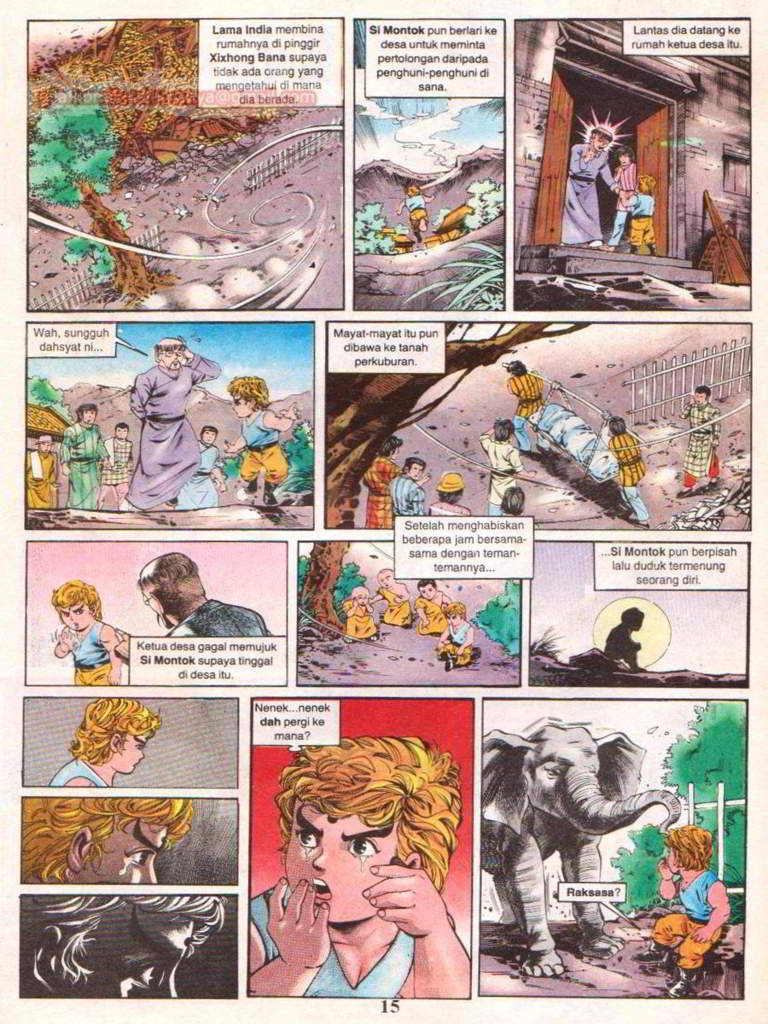 Lama India membina
rumahnya di pinggir
Xixhong Bana supaya
tidak ada orang yang
mengetahui di mana
dia berada.
Si Montok pun berlari ke
desa untuk meminta
pertolongan daripada
penghuni-penghuni di
sana.
Lantas dia datang ke
rumah ketua desa itu.
Wah, sungguh
dahsyat ni...
Mayat-mayat itu pun
dibawa ke tanah
perkuburan.
Ketua desa gagal memujuk
Si Montok supaya tinggal
di desa itu.
Setelah menghabiskan
beberapa jam bersama-
sama dengan teman-
temannya...
...Si Montok pun berpisah
lalu duduk termenung
seorang diri.
Nenek...nenek
dah pergi ke
mana?
Raksasa?
15